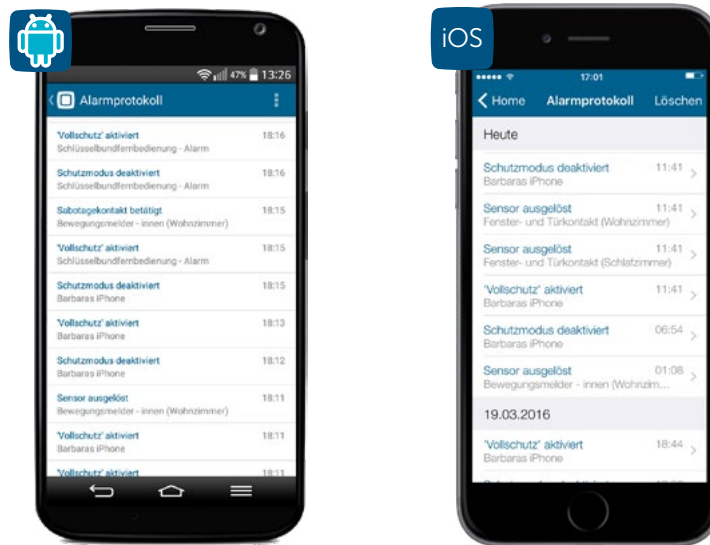 47% 13:26
Alarmprotokoll
'Vollschutz' aktiviert 18:16
Schlüsselbundfernbedienung - Alarm
Schutzmodus deaktiviert 18:16
Schlüsselbundfernbedienung - Alarm
Sabotagekontakt betätigt 18:15
Bewegungsmelder - innen (Wohnzimmer)
'Vollschutz' aktiviert 18:15
Schlüsselbundfernbedienung - Alarm
Schutzmodus deaktiviert 18:15
Barbaras iPhone
'Vollschutz' aktiviert 18:13
Barbaras iPhone
Schutzmodus deaktiviert 18:12
Barbaras iPhone
Sensor ausgelöst 18:11
Bewegungsmelder - innen (Wohnzimmer)
'Vollschutz' aktiviert 18:11
Barbaras iPhone
'Vollschutz' aktiviert 18:11
iOS
17:01
Home Alarmprotokoll Löschen
Heute
Schutzmodus deaktiviert 11:41
Barbaras iPhone
Sensor ausgelöst 11:41
Fenster- und Türkontakt (Wohnzimmer)
Sensor ausgelöst 11:41
Fenster- und Türkontakt (Schlafzimmer)
'Vollschutz' aktiviert 11:41
Barbaras iPhone
Schutzmodus deaktiviert 06:54
Barbaras iPhone
Sensor ausgelöst 01:08
Bewegungsmelder - innen (Wohnzim...
19.03.2016
'Vollschutz' aktiviert 18:44
Barbaras iPhone